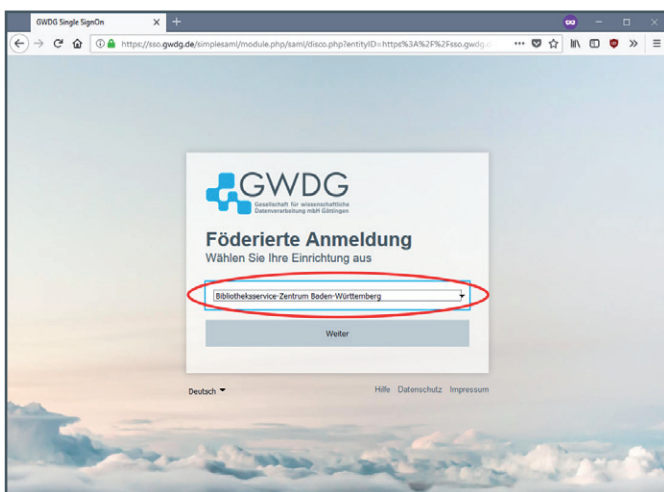 GWDG Single SignOn
https://sso.gwdg.de/simplesaml/module.php/saml/disco.php?entityID=https%3A%2F%2Fsso.gwdg.
GWDG
Gesellschaft für wissenschaftliche
Datenverarbeitung mbH Göttingen
Föderierte Anmeldung
Wählen Sie Ihre Einrichtung aus
Bibliotheksservice-Zentrum Baden-Württemberg
Weiter
Deutsch Hilfe Datenschutz Impressum